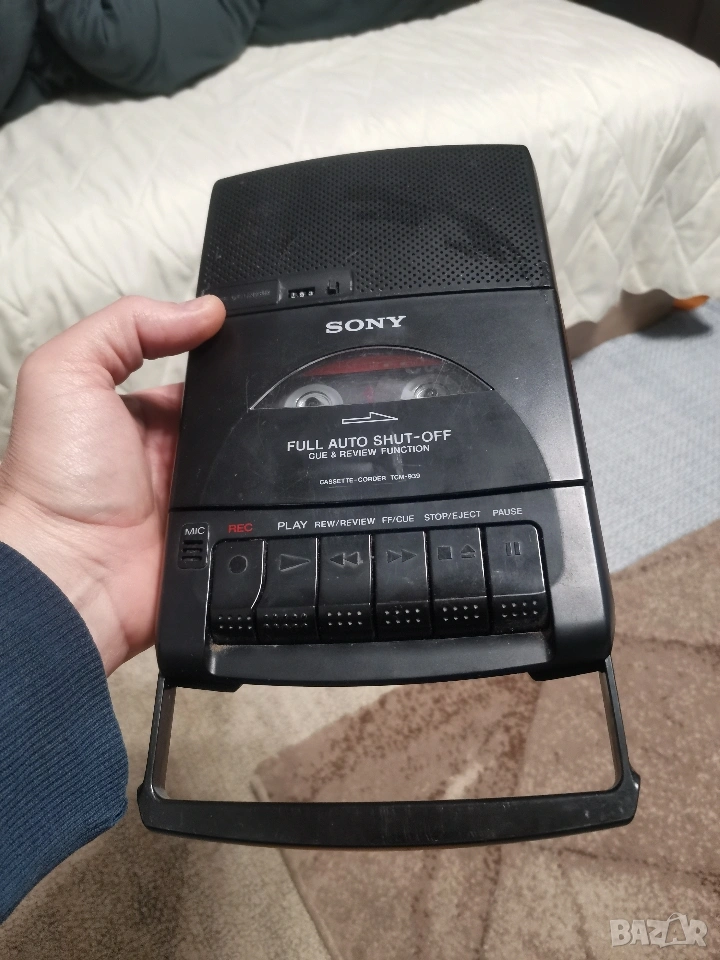 SONY
FULL AUTO SHUT-OFF
CUE & REVIEW FUNCTION
CASSETTE-CORDER TCM-939
MIC
REC PLAY REW/REVIEW FF/CUE STOP/EJECT PAUSE
BAZAR